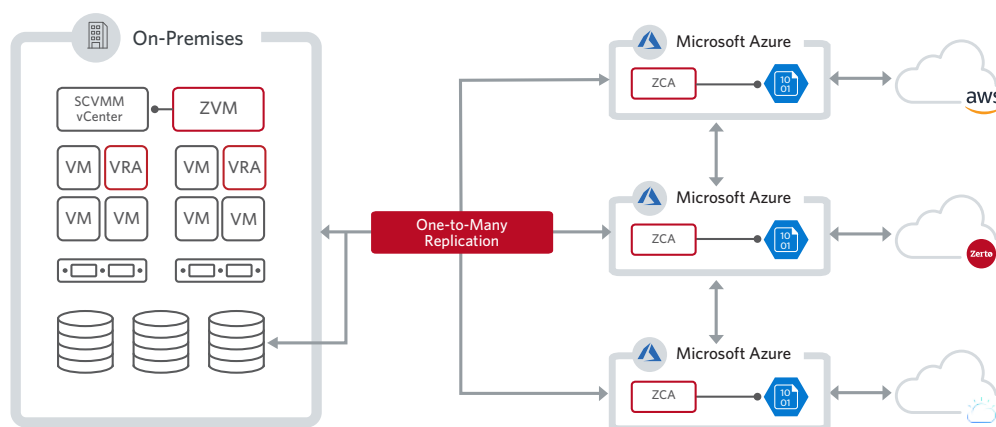 On-Premises
SCVMM
vCenter
ZVM
VM
VRA
VM
VRA
VM
VM
VM
VM
One-to-Many
Replication
Microsoft Azure
ZCA
10
01
aws
Microsoft Azure
ZCA
10
01
Zerto
Microsoft Azure
ZCA
10
01